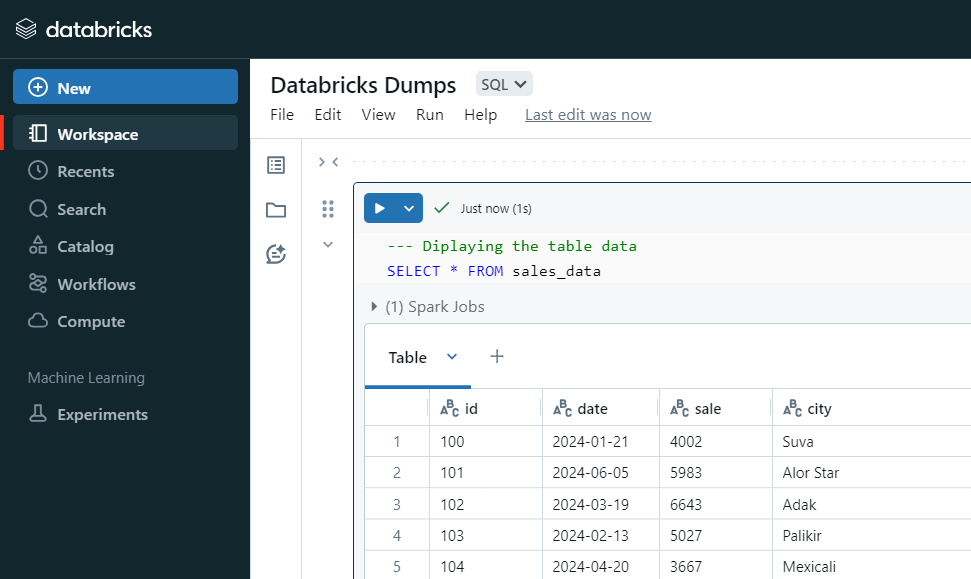 databricks
New
Workspace
Recents
Search
Catalog
Workflows
Compute
Machine Learning
Experiments
Databricks Dumps SQL
File Edit View Run Help Last edit was now
Just now (1s)
--- Diplaying the table data
SELECT * FROM sales_data
(1) Spark Jobs
Table +
ABC id ABC date ABC sale ABC city
1 100 2024-01-21 4002 Suva
2 101 2024-06-05 5983 Alor Star
3 102 2024-03-19 6643 Adak
4 103 2024-02-13 5027 Palikir
5 104 2024-04-20 3667 Mexicali